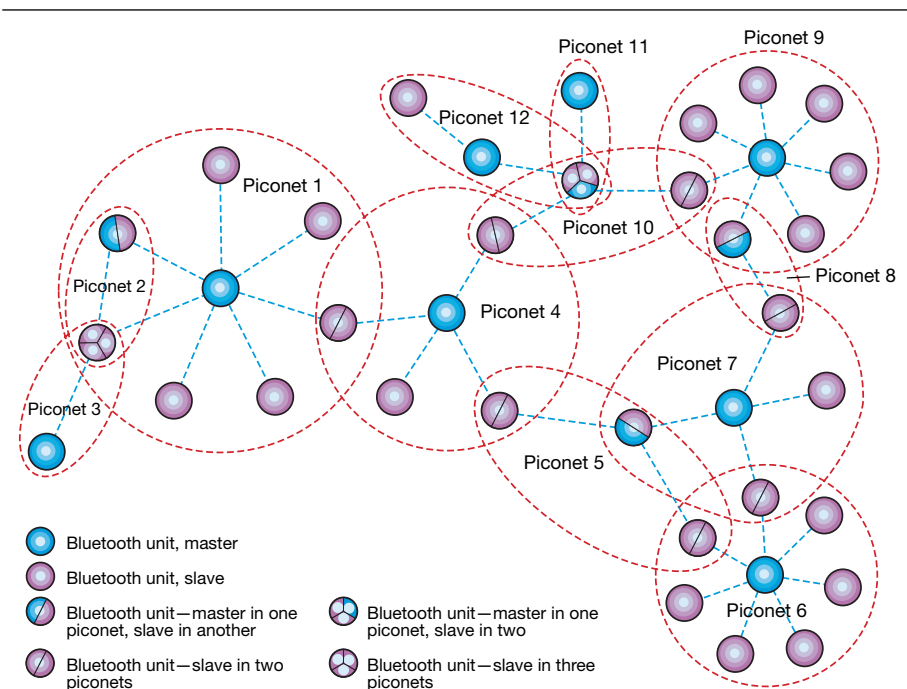 Piconet 11
Piconet 9
Piconet 12
Piconet 1
Piconet 10
Piconet 2
Piconet 8
Piconet 4
Piconet 7
Piconet 3
Piconet 5
Piconet 6
Bluetooth unit, master
Bluetooth unit, slave
Bluetooth unit—master in one
piconet, slave in another
Bluetooth unit—slave in two
piconets
Bluetooth unit—master in one
piconet, slave in two
Bluetooth unit—slave in three
piconets